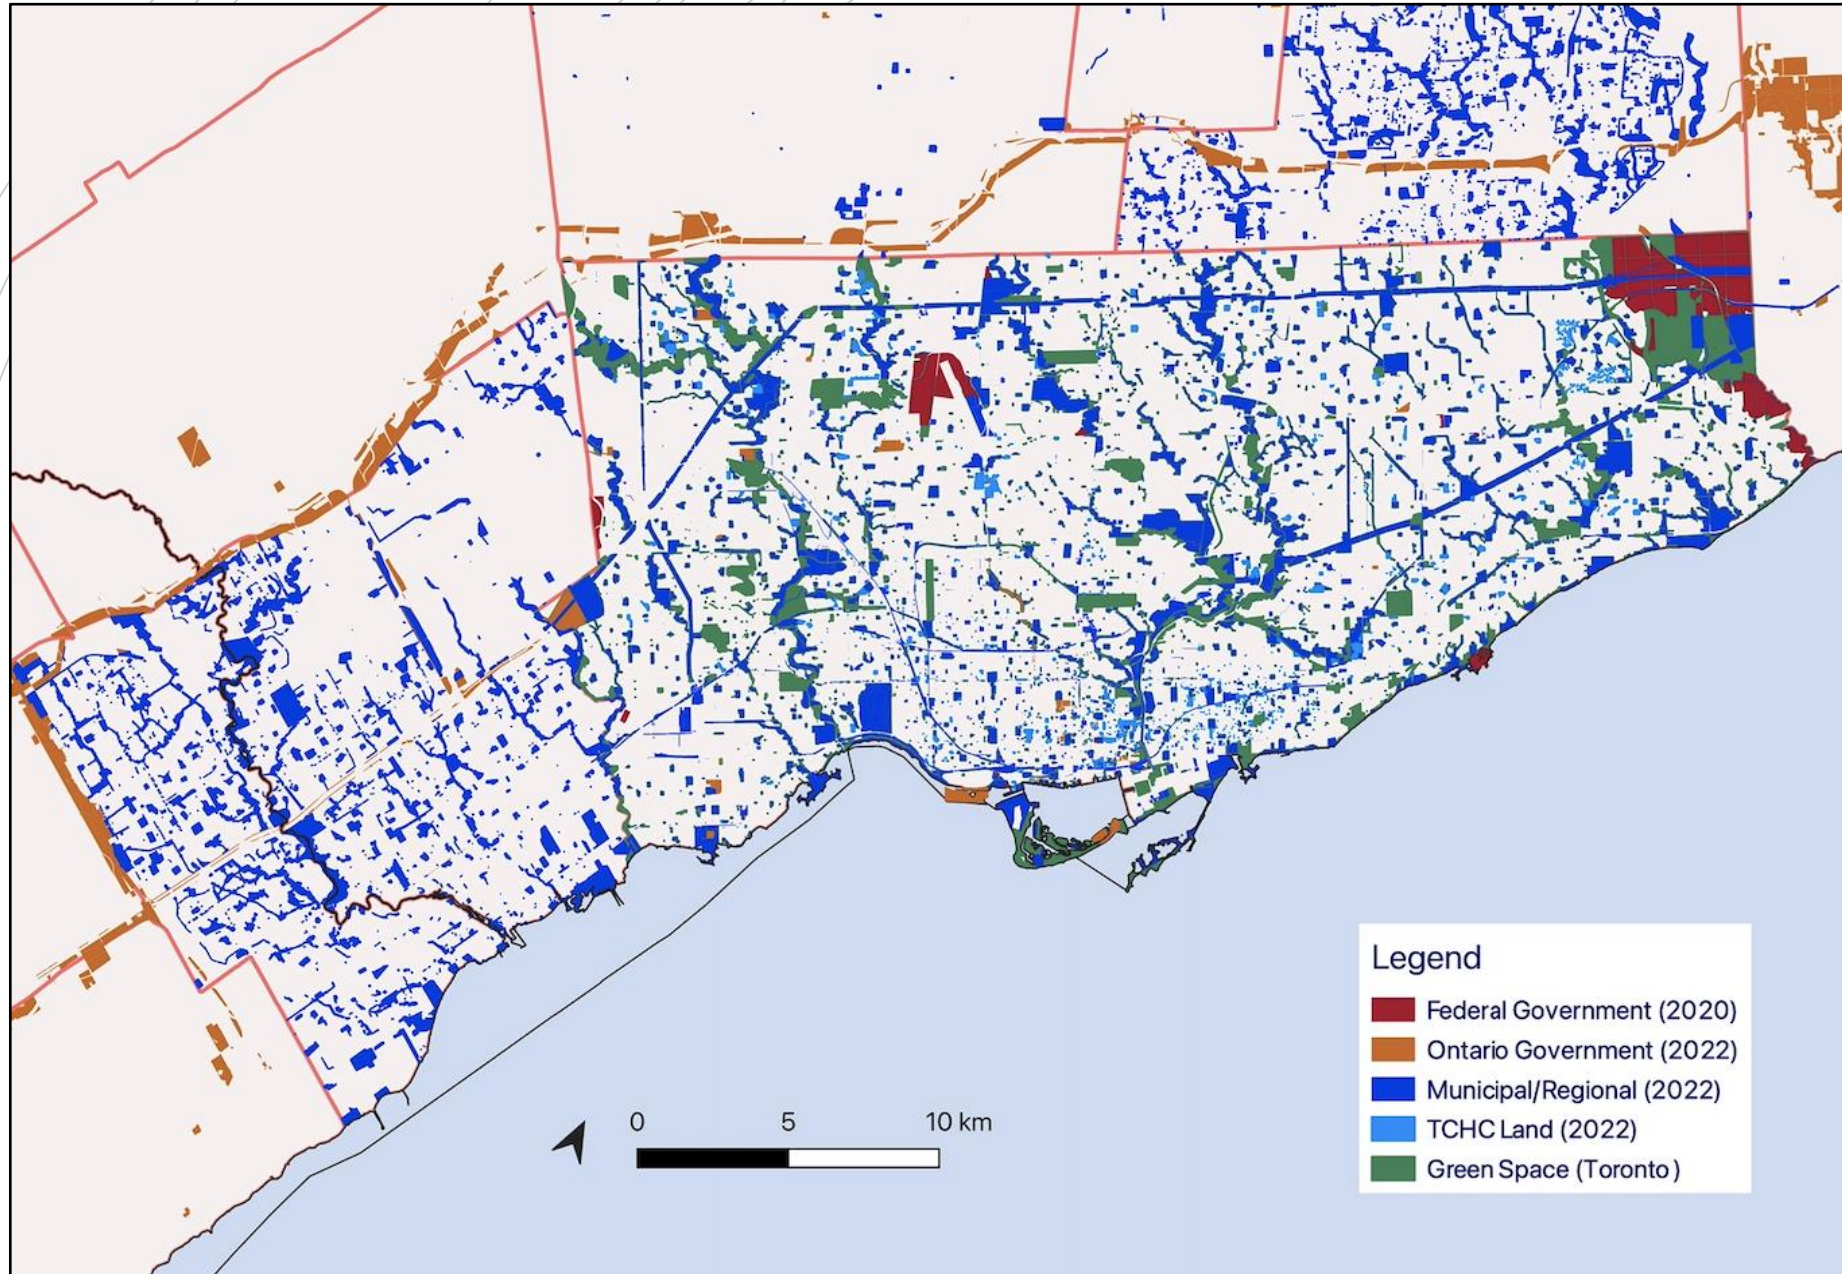 Legend
Federal Government (2020)
Ontario Government (2022)
Municipal/Regional (2022)
TCHC Land (2022)
Green Space (Toronto)
0 5 10 km